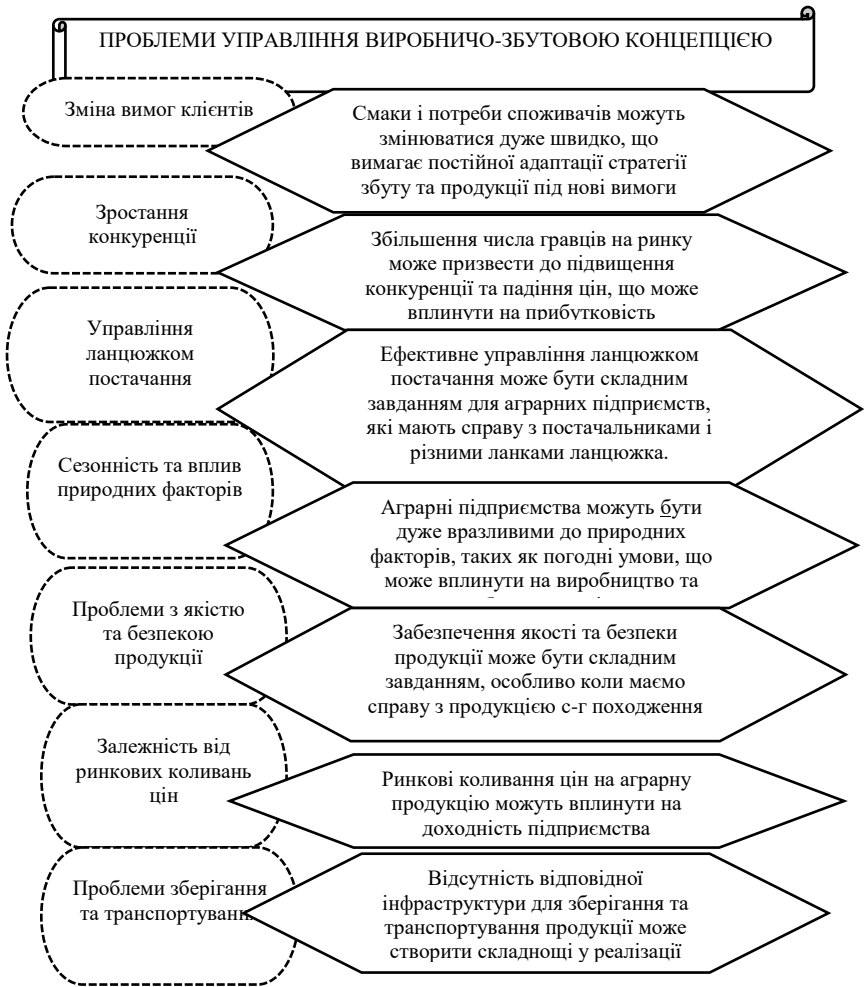 ПРОБЛЕМИ УПРАВЛІННЯ ВИРОБНИЧО-ЗБУТОВОЮ КОНЦЕПЦІЄЮ
Зміна вимог клієнтів
Смаки і потреби споживачів можуть
змінюватися дуже швидко, що
вимагає постійної адаптації стратегії
збуту та продукції під нові вимоги
Зростання
конкуренції
Збільшення числа гравців на ринку
може призвести до підвищення
конкуренції та падіння цін, що може
вплинути на прибутковість
Управління
ланцюжком
постачання
Ефективне управління ланцюжком
постачання може бути складним
завданням для аграрних підприємств,
які мають справу з постачальниками і
різними ланками ланцюжка.
Сезонність та вплив
природних факторів
Аграрні підприємства можуть бути
дуже вразливими до природних
факторів, таких як погодні умови, що
може вплинути на виробництво та
Проблеми з якістю
та безпекою
продукції
Забезпечення якості та безпеки
продукції може бути складним
завданням, особливо коли маємо
справу з продукцією с-г походження
Залежність від
ринкових коливань
цін
Ринкові коливання цін на аграрну
продукцію можуть вплинути на
доходність підприємства
Проблеми зберігання
та транспортування
Відсутність відповідної
інфраструктури для зберігання та
транспортування продукції може
створити складнощі у реалізації